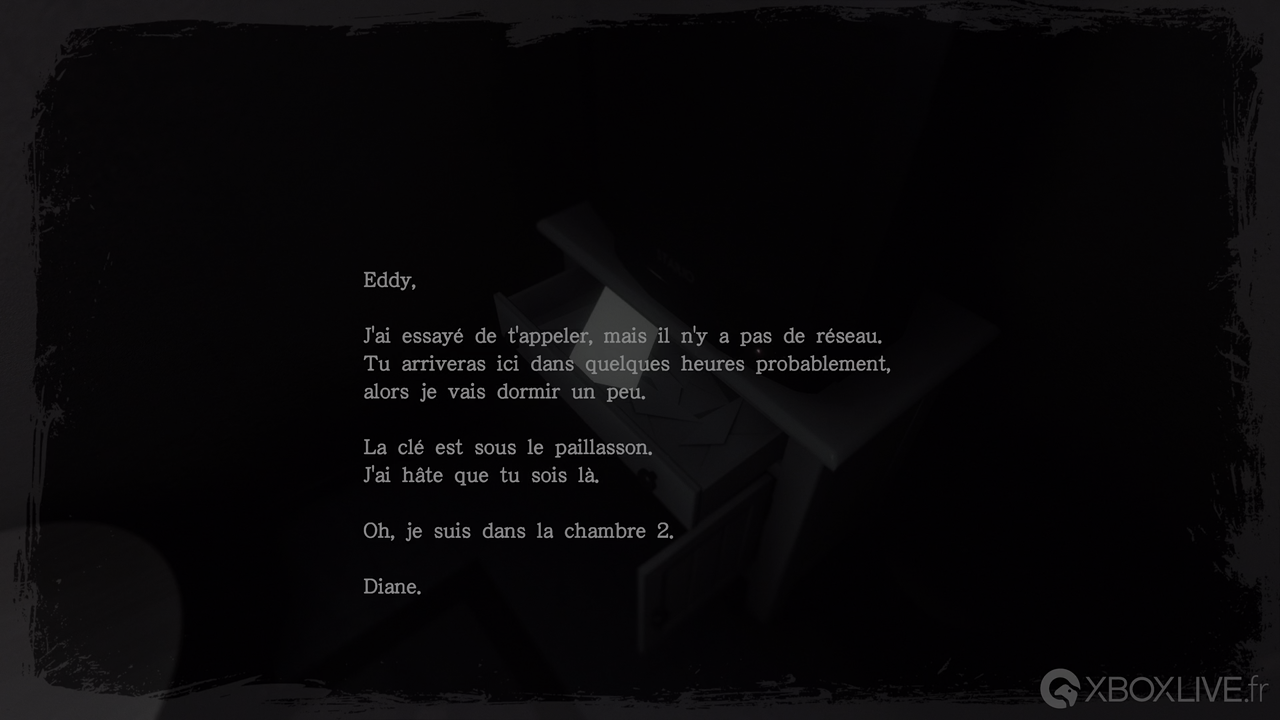 Eddy,
J'ai essayé de t'appeler, mais il n'y a pas de réseau.
Tu arriveras ici dans quelques heures probablement,
alors je vais dormir un peu.
La clé est sous le paillasson.
J'ai hâte que tu sois là.
Oh, je suis dans la chambre 2.
Diane.
XBOXLIVE.fr